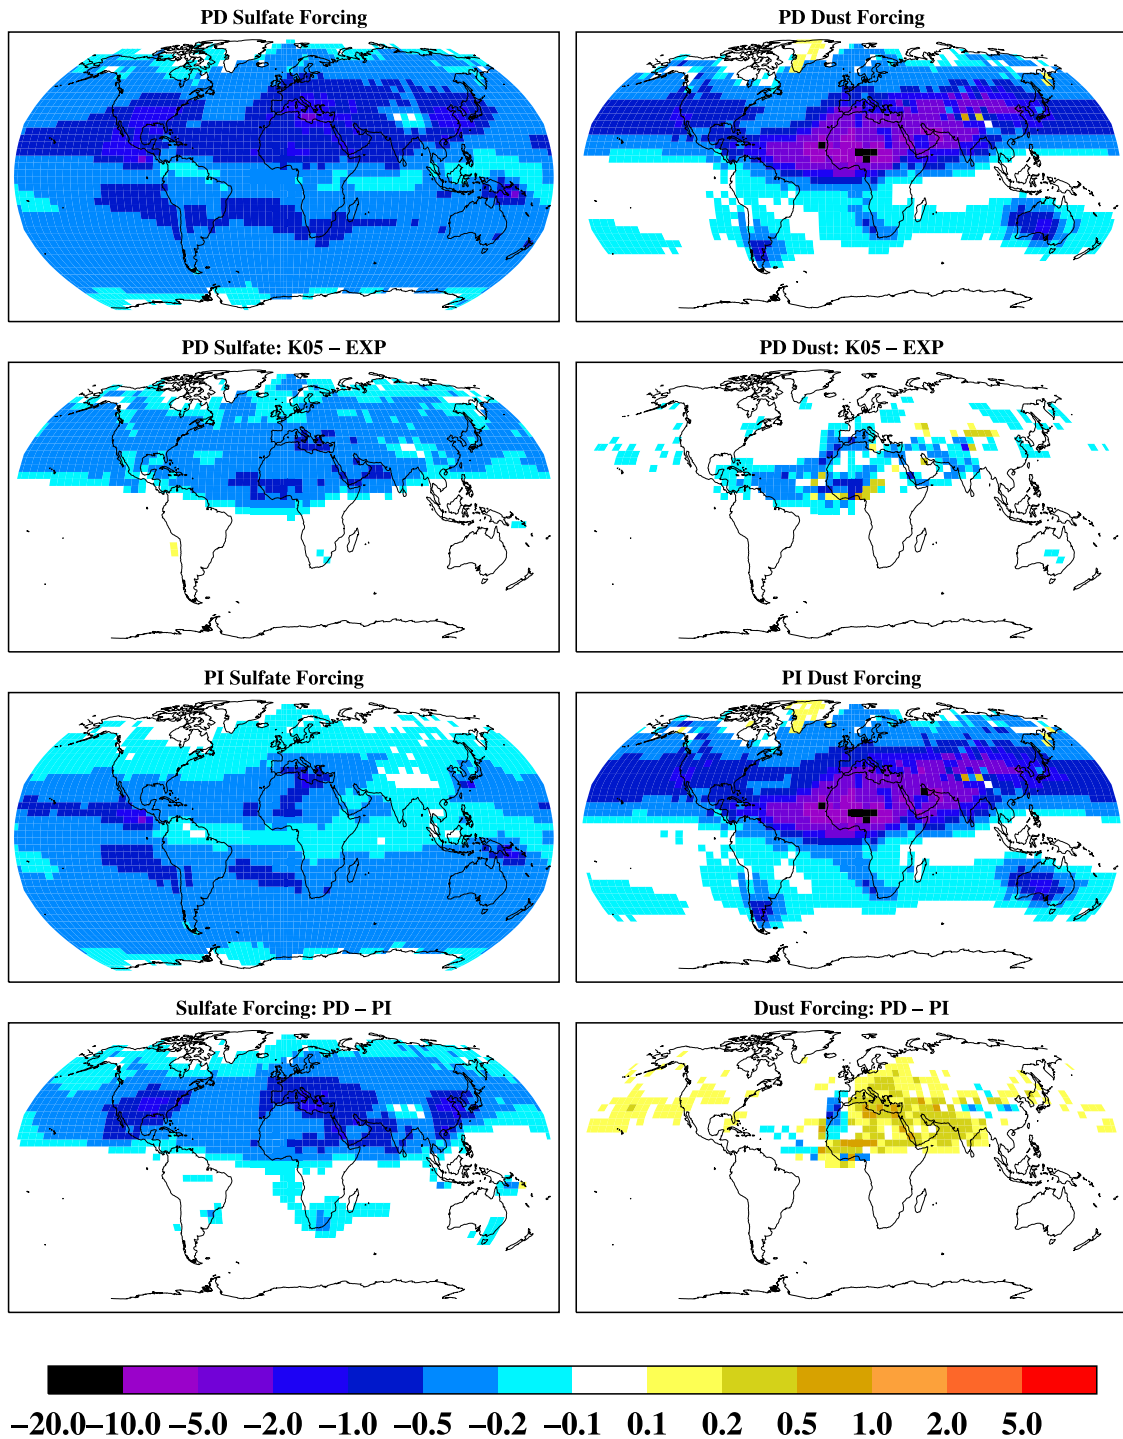 PD Sulfate Forcing
PD Dust Forcing
PD Sulfate: K05 − EXP
PD Dust: K05 − EXP
PI Sulfate Forcing
PI Dust Forcing
Sulfate Forcing: PD − PI
Dust Forcing: PD − PI
−20.0 −10.0 −5.0 −2.0 −1.0 −0.5 −0.2 −0.1 0.1 0.2 0.5 1.0 2.0 5.0